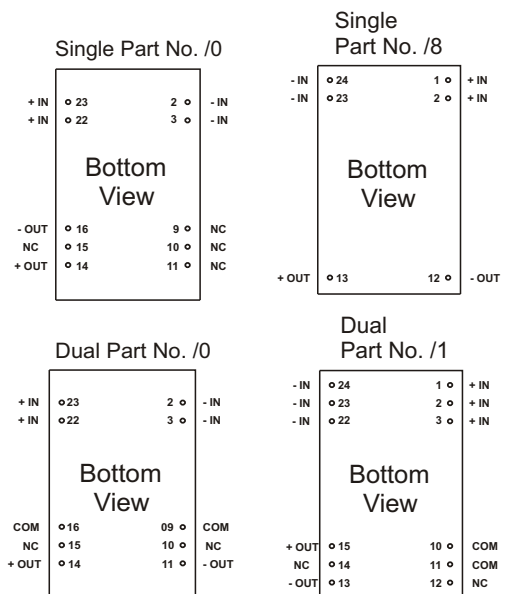 Single Part No. /0
+ IN 23 2 - IN
+ IN 22 3 - IN
Bottom
View
- OUT 16 9 NC
NC 15 10 NC
+ OUT 14 11 NC
Single
Part No. /8
- IN 24 1 + IN
- IN 23 2 + IN
Bottom
View
+ OUT 13 12 - OUT
Dual Part No. /0
+ IN 23 2 - IN
+ IN 22 3 - IN
Bottom
View
COM 16 09 COM
NC 15 10 NC
+ OUT 14 11 - OUT
Dual
Part No. /1
- IN 24 1 + IN
- IN 23 2 + IN
- IN 22 3 + IN
Bottom
View
+ OUT 15 10 COM
NC 14 11 COM
- OUT 13 12 NC